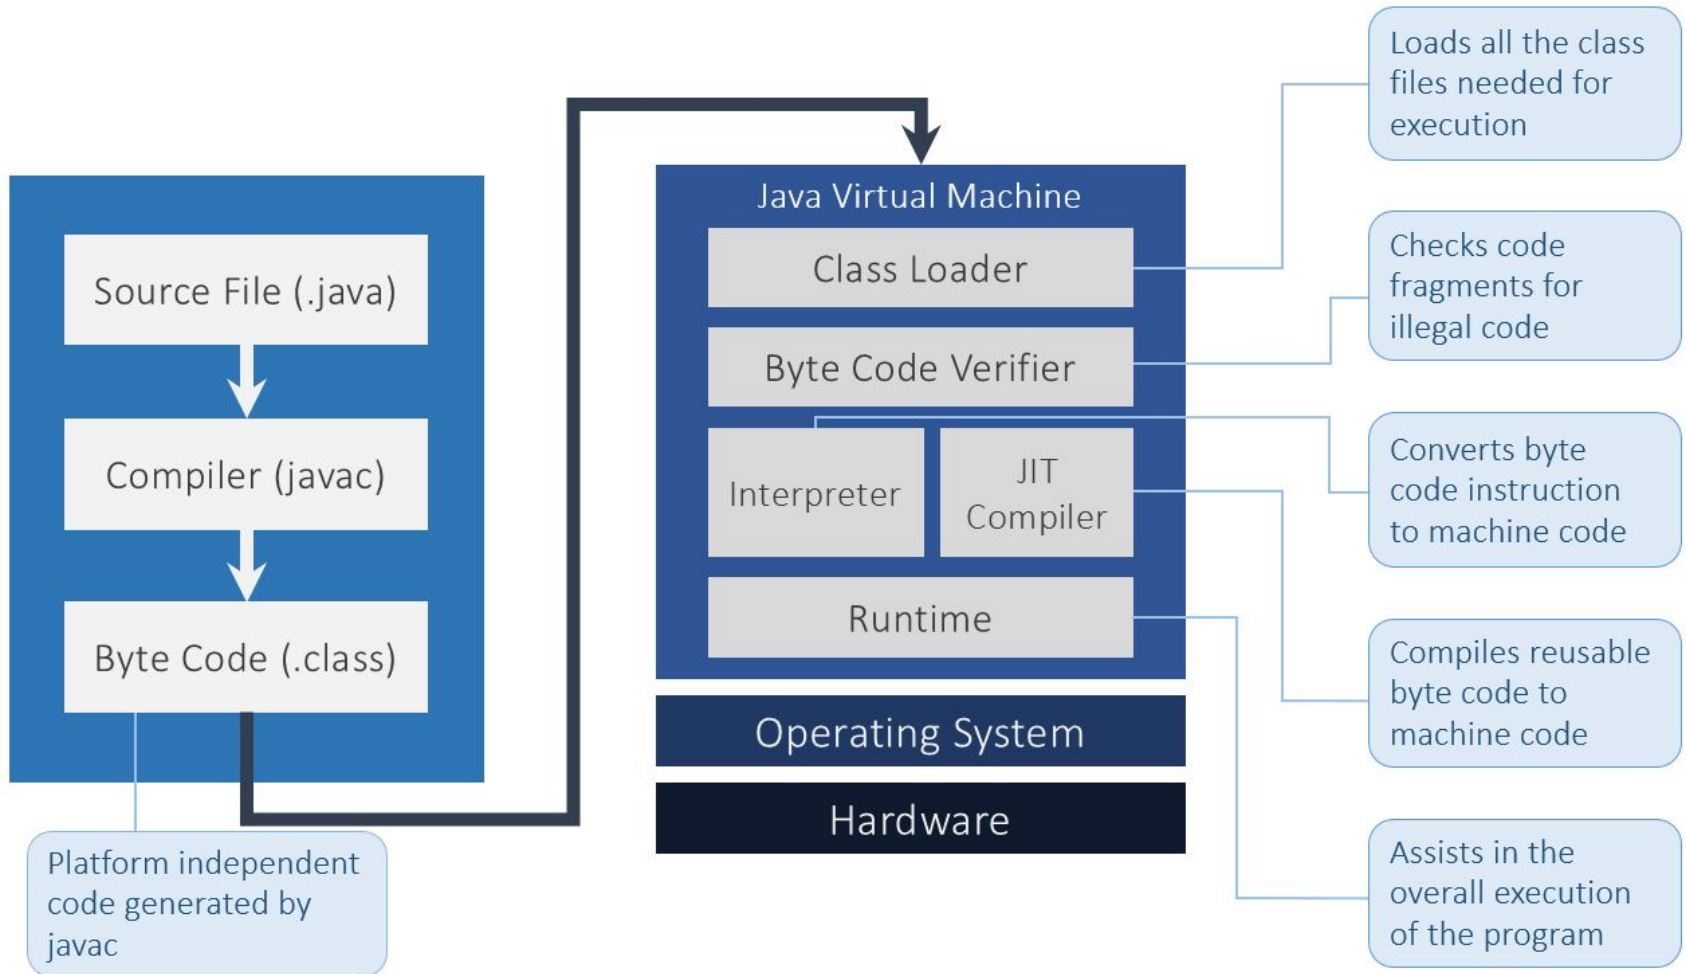 Source File (.java)
Compiler (javac)
Byte Code (.class)
Platform independent
code generated by
javac
Java Virtual Machine
Class Loader
Byte Code Verifier
Interpreter
JIT
Compiler
Runtime
Operating System
Hardware
Loads all the class
files needed for
execution
Checks code
fragments for
illegal code
Converts byte
code instruction
to machine code
Compiles reusable
byte code to
machine code
Assists in the
overall execution
of the program